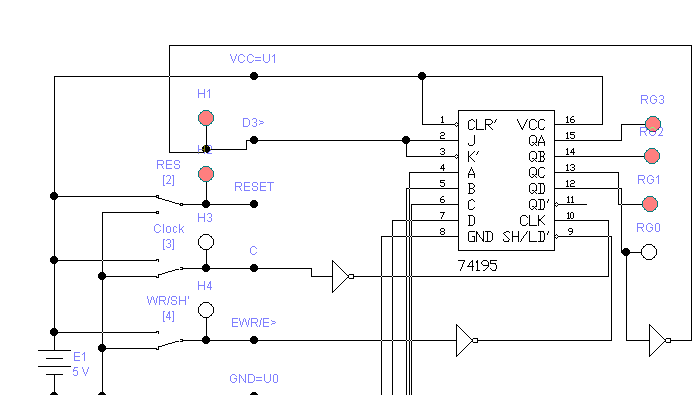 VCC=U1
H1
D3>
RES
[2]
RESET
H3
Clock
[3]
C
H4
WR/SH'
[4]
EWR/E>
E1
5 V
GND=U0
1
2
3
4
5
6
7
8
CLR'
J
K'
A
B
C
D
GND
VCC
QA
QB
QC
QD
QD'
CLK
SH/LD'
16
15
14
13
12
11
10
9
74195
RG3
RG2
RG1
RG0